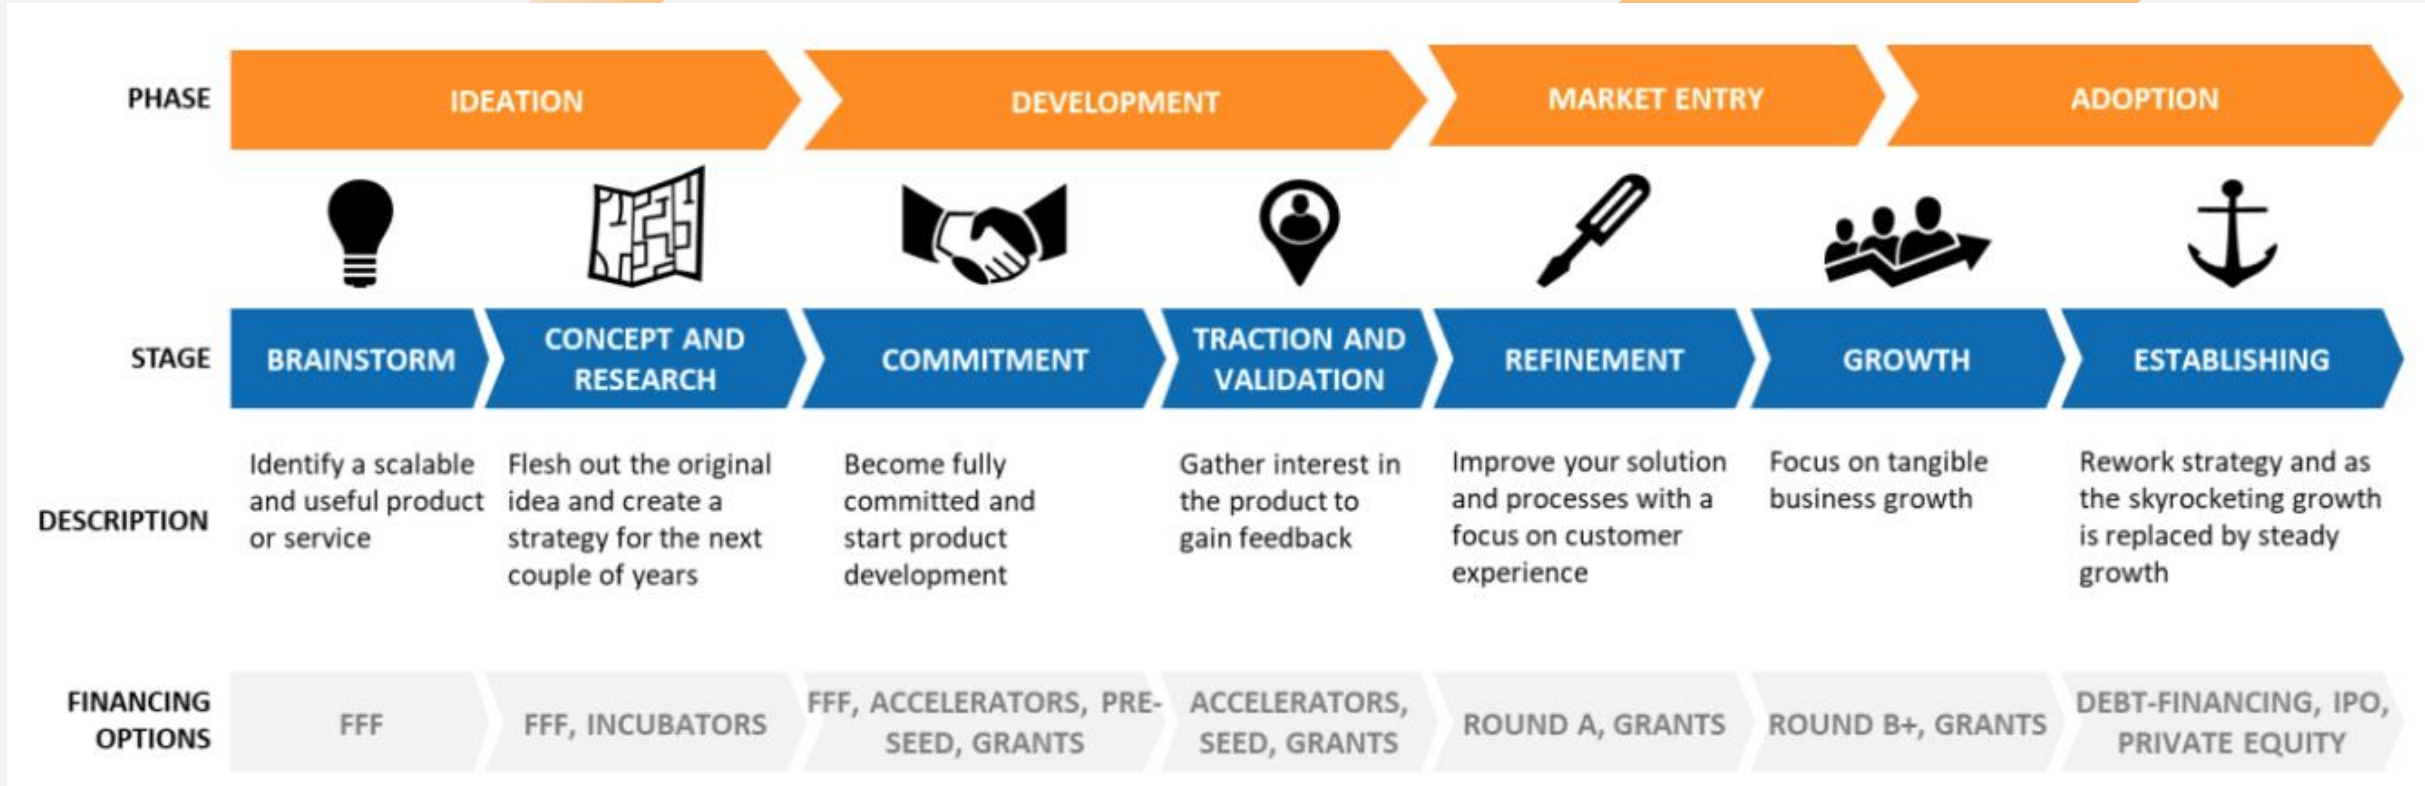 PHASE
IDEATION
DEVELOPMENT
MARKET ENTRY
ADOPTION
STAGE
BRAINSTORM
CONCEPT AND
RESEARCH
COMMITMENT
TRACTION AND
VALIDATION
REFINEMENT
GROWTH
ESTABLISHING
DESCRIPTION
Identify a scalable
and useful product
or service
Flesh out the original
idea and create a
strategy for the next
couple of years
Become fully
committed and
start product
development
Gather interest in
the product to
gain feedback
Improve your solution
and processes with a
focus on customer
experience
Focus on tangible
business growth
Rework strategy and as
the skyrocketing growth
is replaced by steady
growth
FINANCING
OPTIONS
FFF
FFF, INCUBATORS
FFF, ACCELERATORS, PRE-
SEED, GRANTS
ACCELERATORS,
SEED, GRANTS
ROUND A, GRANTS
ROUND B+, GRANTS
DEBT-FINANCING, IPO,
PRIVATE EQUITY